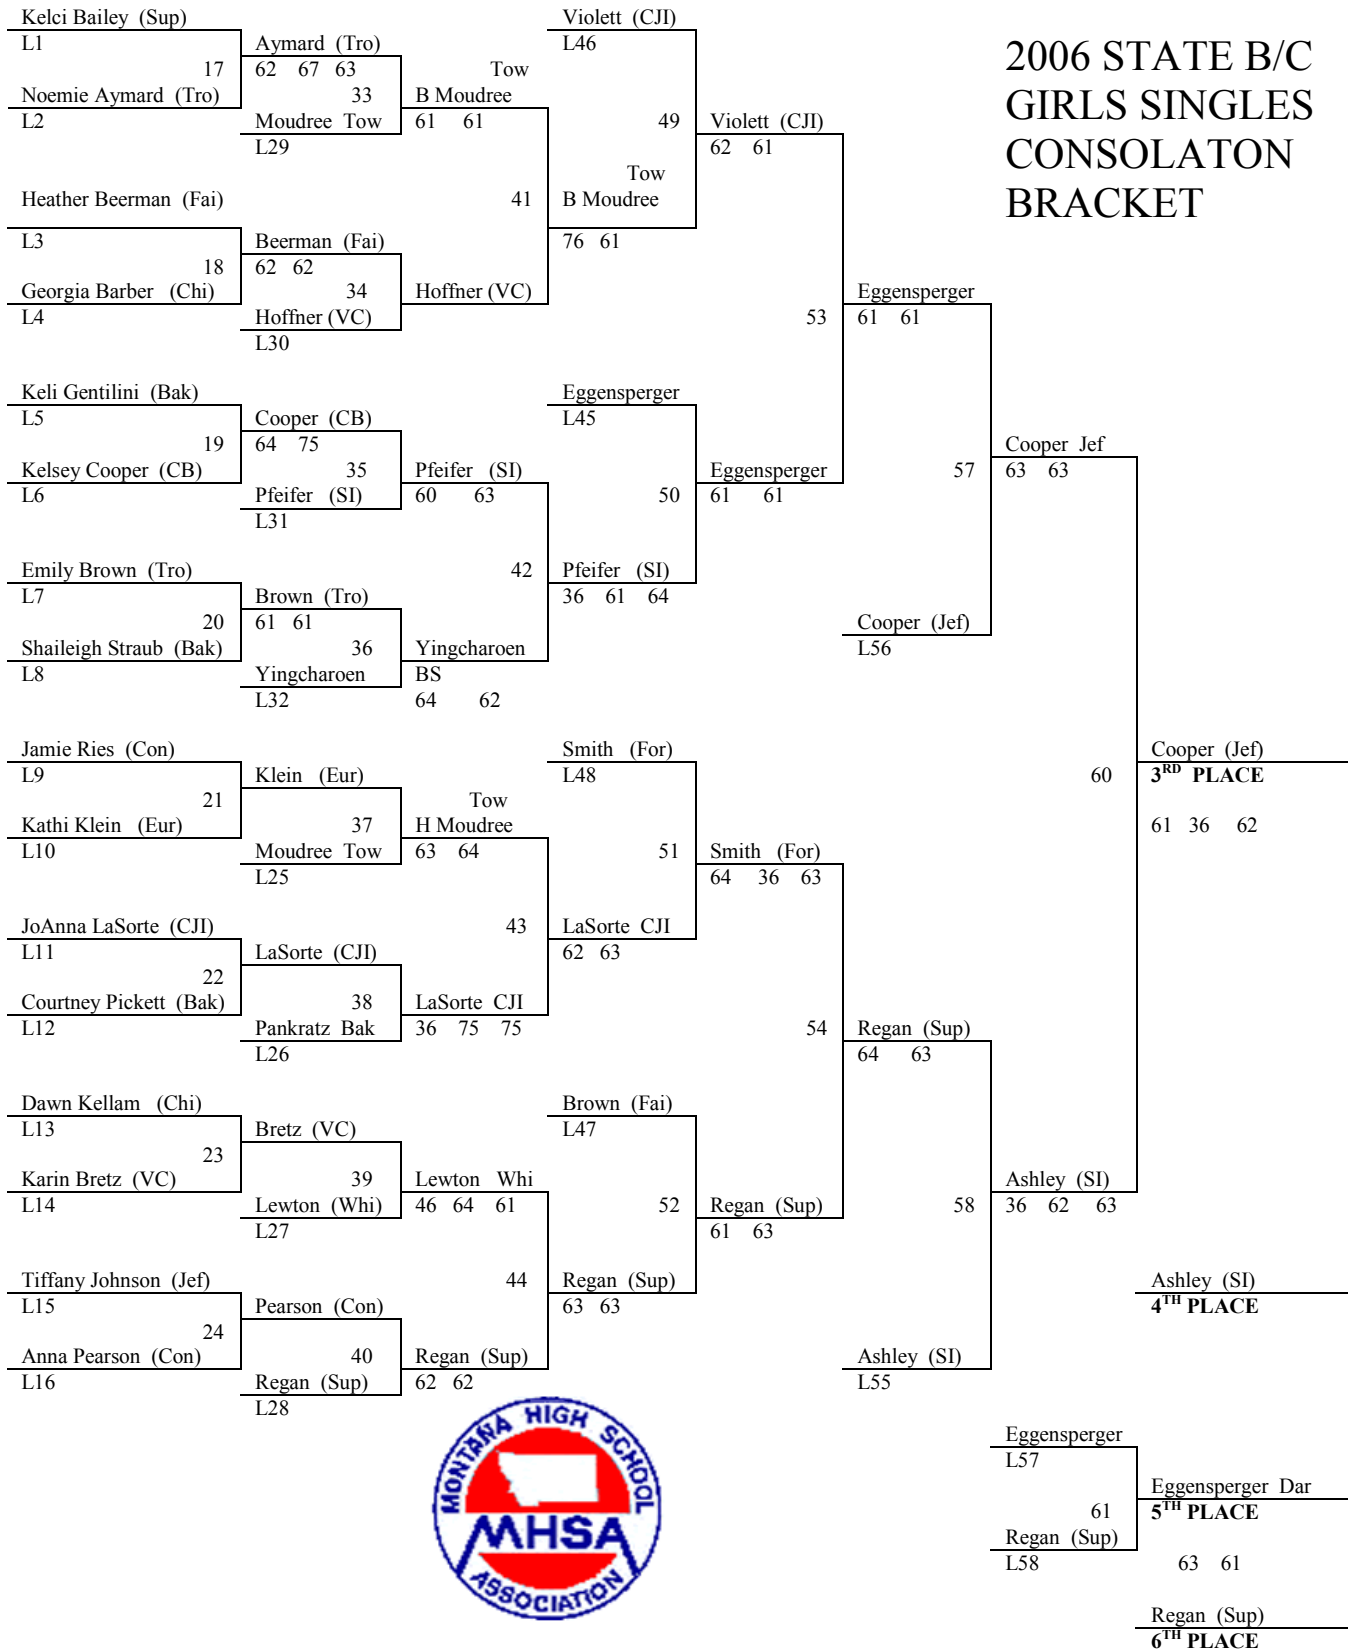 2006 STATE B/C
GIRLS SINGLES
CONSOLATON
BRACKET
Kelci Bailey (Sup)
L1
17
Noemie Aymard (Tro)
L2
Heather Beerman (Fai)
L3
18
Georgia Barber (Chi)
L4
Keli Gentilini (Bak)
L5
19
Kelsey Cooper (CB)
L6
Emily Brown (Tro)
L7
20
Shaileigh Straub (Bak)
L8
Jamie Ries (Con)
L9
21
Kathi Klein (Eur)
L10
JoAnna LaSorte (CJI)
L11
22
Courtney Pickett (Bak)
L12
Dawn Kellam (Chi)
L13
23
Karin Bretz (VC)
L14
Tiffany Johnson (Jef)
L15
24
Anna Pearson (Con)
L16
Aymard (Tro)
62 67 63
33
Moudree Tow
L29
Beerman (Fai)
62 62
34
Hoffner (VC)
L30
Cooper (CB)
64 75
35
Pfeifer (SI)
L31
Brown (Tro)
61 61
36
Yingcharoen
L32
Klein (Eur)
37
Moudree Tow
L25
LaSorte (CJI)
38
Pankratz Bak
L26
Bretz (VC)
39
Lewton (Whi)
L27
Pearson (Con)
40
Regan (Sup)
L28
Tow
B Moudree
61 61
41
Hoffner (VC)
Pfeifer (SI)
60 63
42
Yingcharoen
BS
64 62
Tow
H Moudree
63 64
43
LaSorte CJI
36 75 75
Lewton Whi
46 64 61
44
Regan (Sup)
62 62
Violett (CJI)
L46
49
Tow
B Moudree
76 61
Eggensperger
L45
50
Pfeifer (SI)
36 61 64
Smith (For)
L48
51
LaSorte CJI
62 63
Brown (Fai)
L47
52
Regan (Sup)
63 63
Violett (CJI)
62 61
53
Eggensperger
61 61
Smith (For)
64 36 63
54
Regan (Sup)
61 63
Eggensperger
61 61
57
Cooper (Jef)
L56
Regan (Sup)
64 63
58
Ashley (SI)
L55
Cooper Jef
63 63
60
Ashley (SI)
36 62 63
Cooper (Jef)
3RD PLACE
61 36 62
Ashley (SI)
4TH PLACE
Eggensperger
L57
61
Regan (Sup)
L58
Eggensperger Dar
5TH PLACE
63 61
Regan (Sup)
6TH PLACE
MONTANA HIGH SCHOOL
MHSA
ASSOCIATION